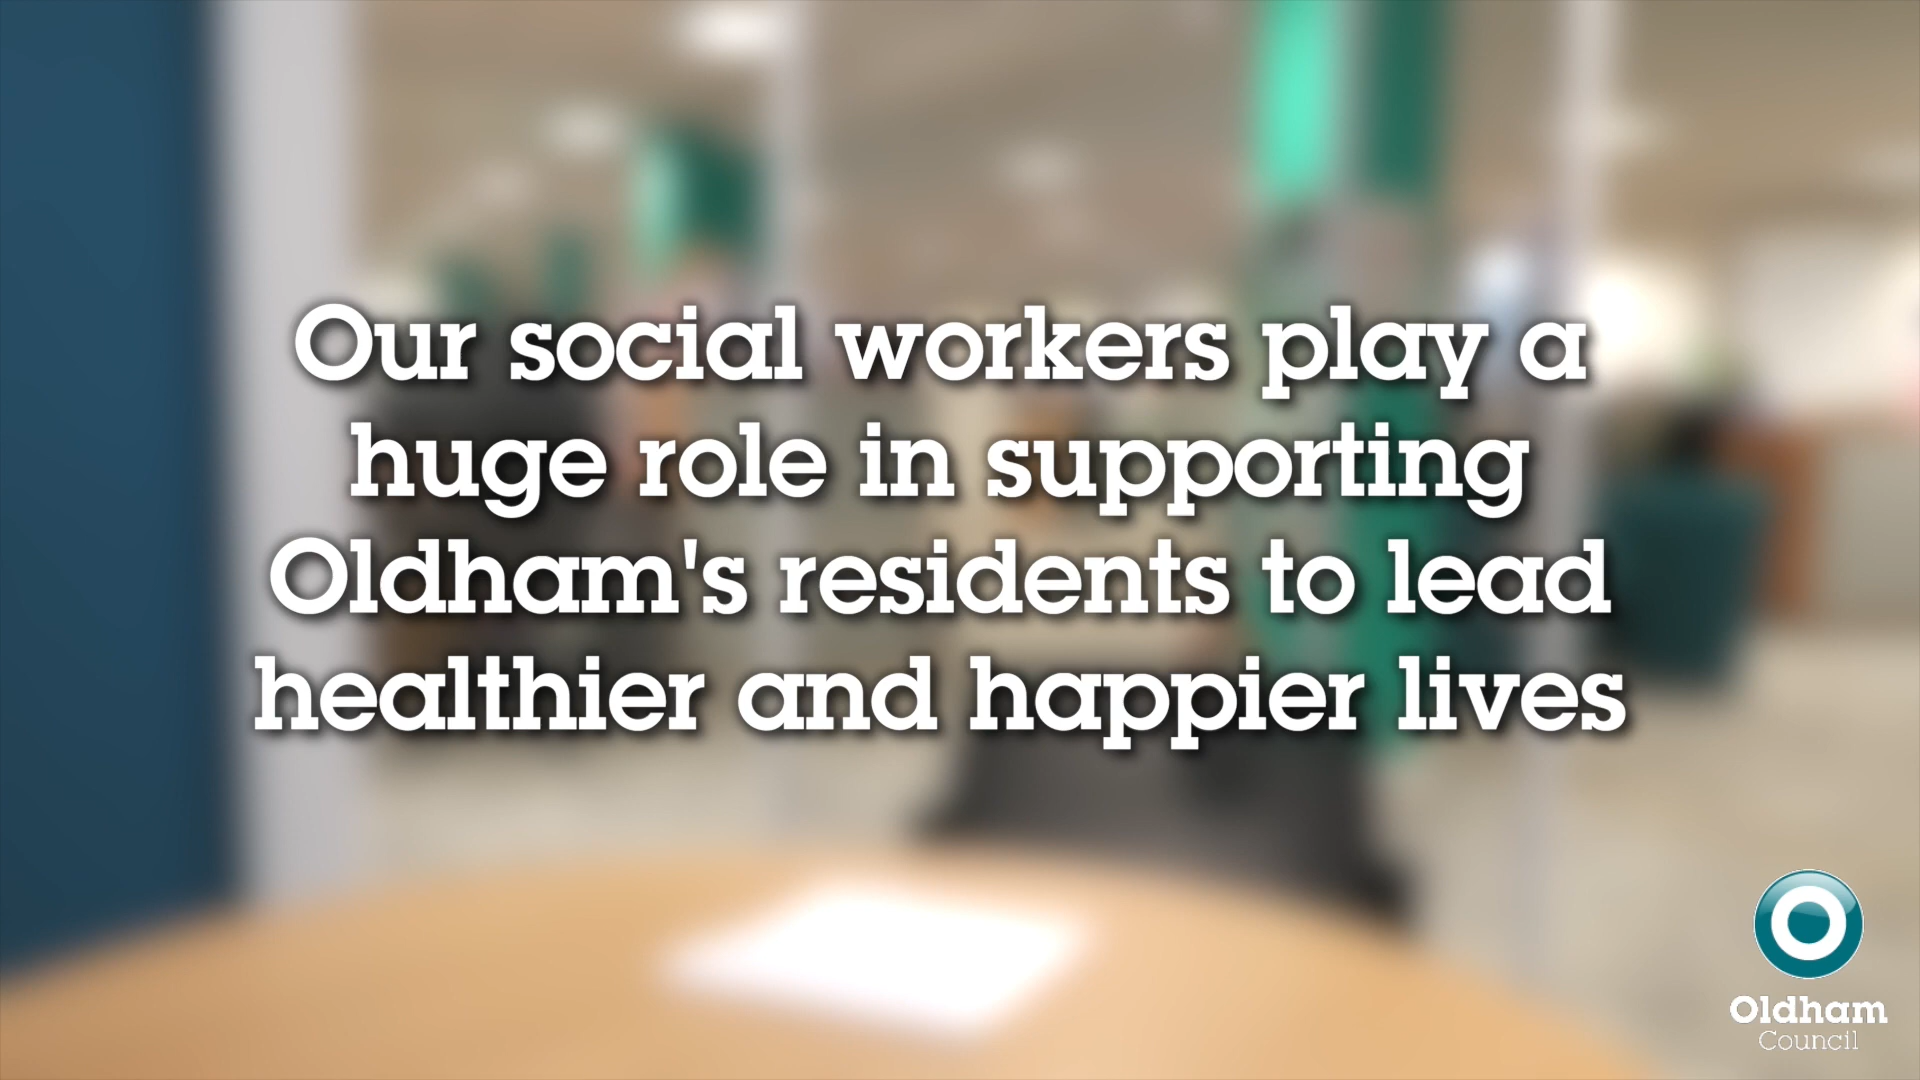 Our social workers play a
huge role in supporting
Oldham's residents to lead
healthier and happier lives
Oldham
Council